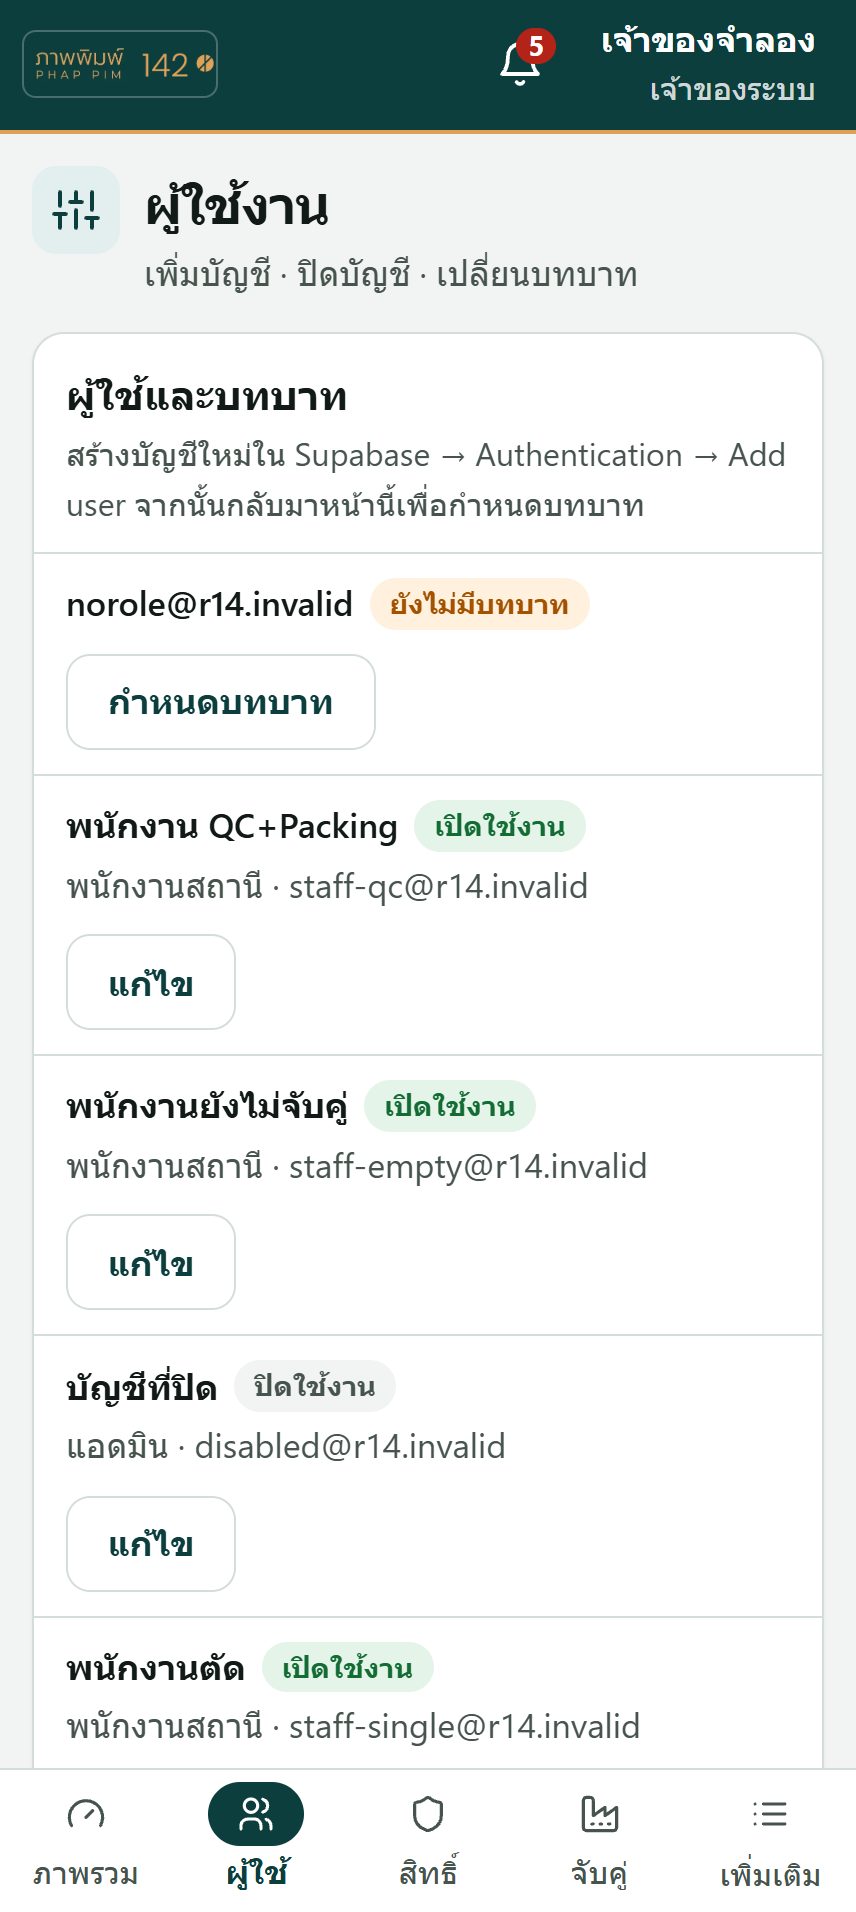 ภาพพิมพ์
PHAP PIM
142
5
เจ้าของจำลอง
เจ้าของระบบ
ผู้ใช้งาน
เพิ่มบัญชี · ปิดบัญชี · เปลี่ยนบทบาท
ผู้ใช้และบทบาท
สร้างบัญชีใหม่ใน Supabase → Authentication → Add
user จากนั้นกลับมาหน้านี้เพื่อกำหนดบทบาท
norole@r14.invalid ยังไม่มีบทบาท
กำหนดบทบาท
พนักงาน QC+Packing เปิดใช้งาน
พนักงานสถานี · staff-qc@r14.invalid
แก้ไข
พนักงานยังไม่จับคู่ เปิดใช้งาน
พนักงานสถานี · staff-empty@r14.invalid
แก้ไข
บัญชีที่ปิด ปิดใช้งาน
แอดมิน · disabled@r14.invalid
แก้ไข
พนักงานตัด เปิดใช้งาน
พนักงานสถานี · staff-single@r14.invalid
ภาพรวม ผู้ใช้ สิทธิ์ จับคู่ เพิ่มเติม